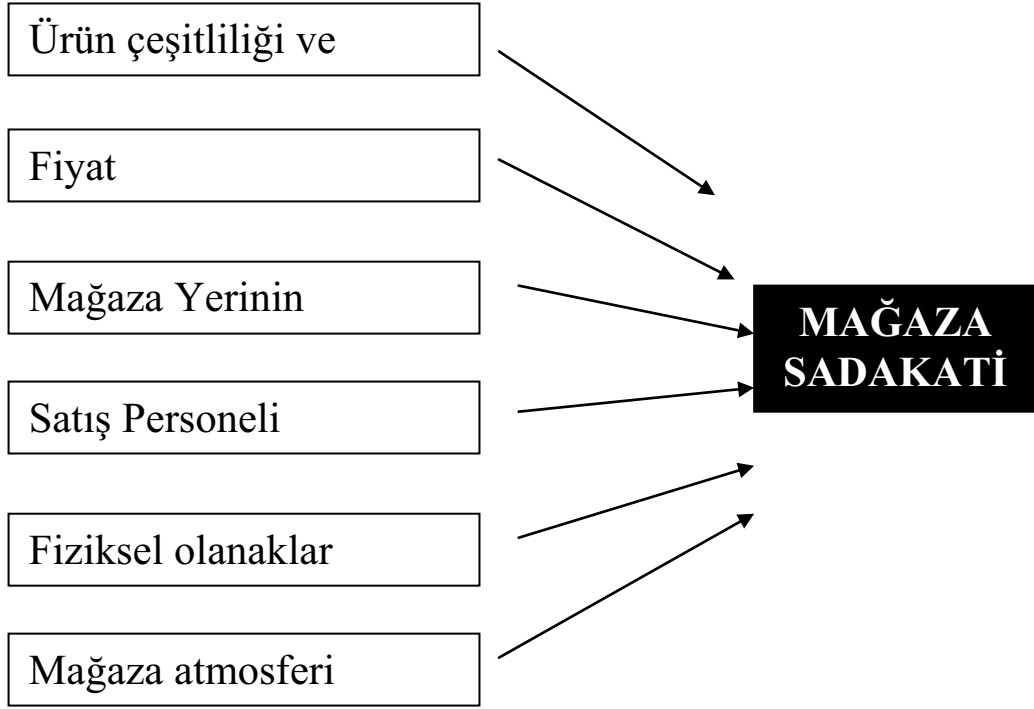 Ürün çeşitliliği ve
Fiyat
Mağaza Yerinin
Satış Personeli
Fiziksel olanaklar
Mağaza atmosferi
MAĞAZA
SADAKATİ